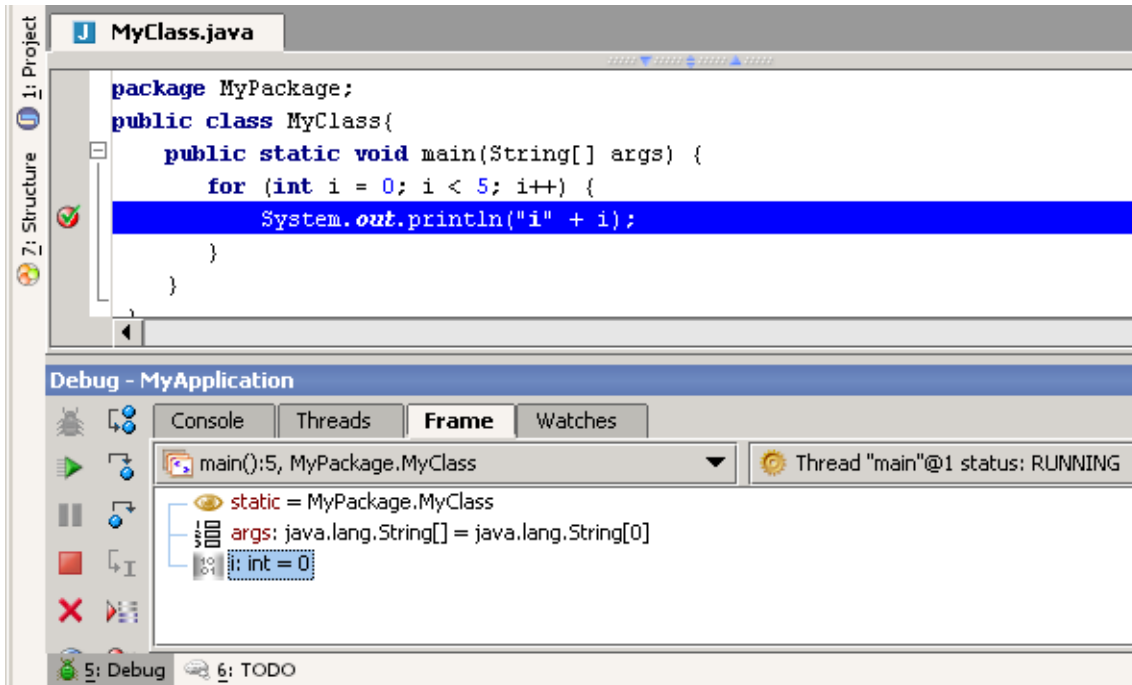 1: Project
7: Structure
MyClass.java
package MyPackage;
public class MyClass{
public static void main(String[] args) {
for (int i = 0; i < 5; i++) {
System.out.println("i" + i);
}
}
Debug - MyApplication
Console Threads Frame Watches
main():5, MyPackage.MyClass Thread "main"@1 status: RUNNING
static = MyPackage.MyClass
args: java.lang.String[] = java.lang.String[0]
i: int = 0
5: Debug 6: TODO